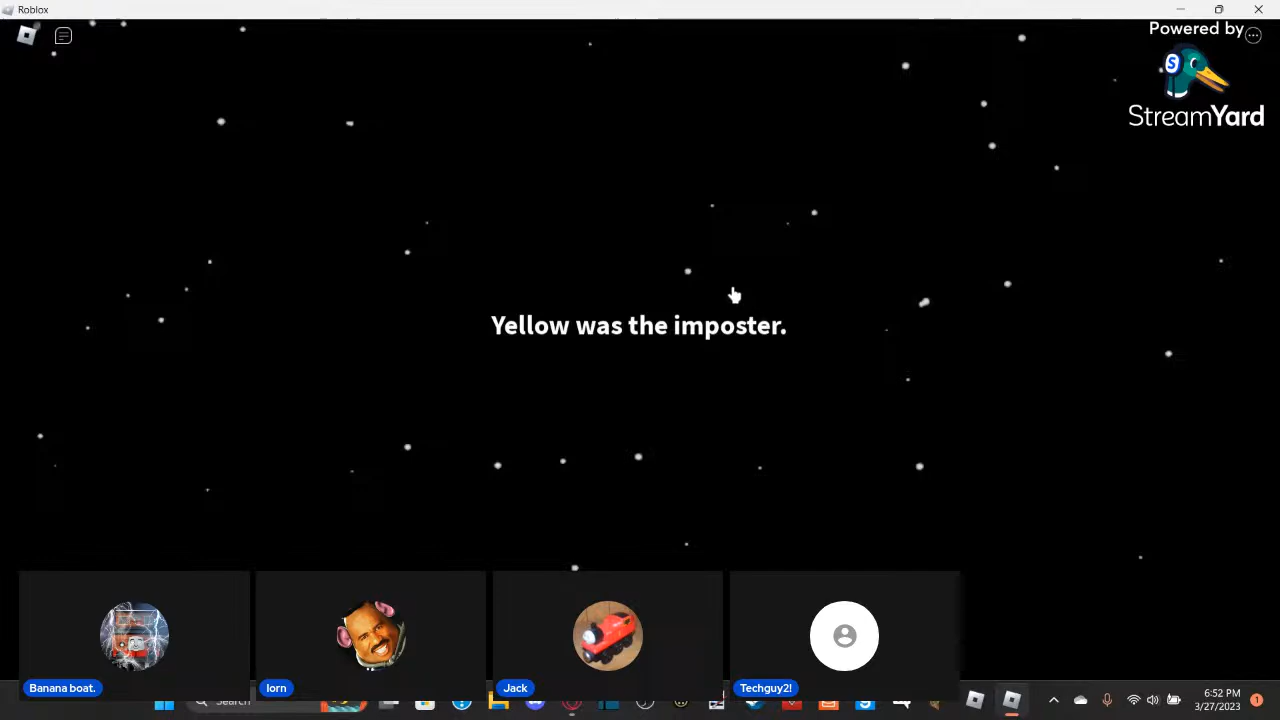 Roblox
Powered by
S
StreamYard
Yellow was the imposter.
Banana boat.
lorn
Jack
Techguy2!
Search
6:52 PM
3/27/2023
1